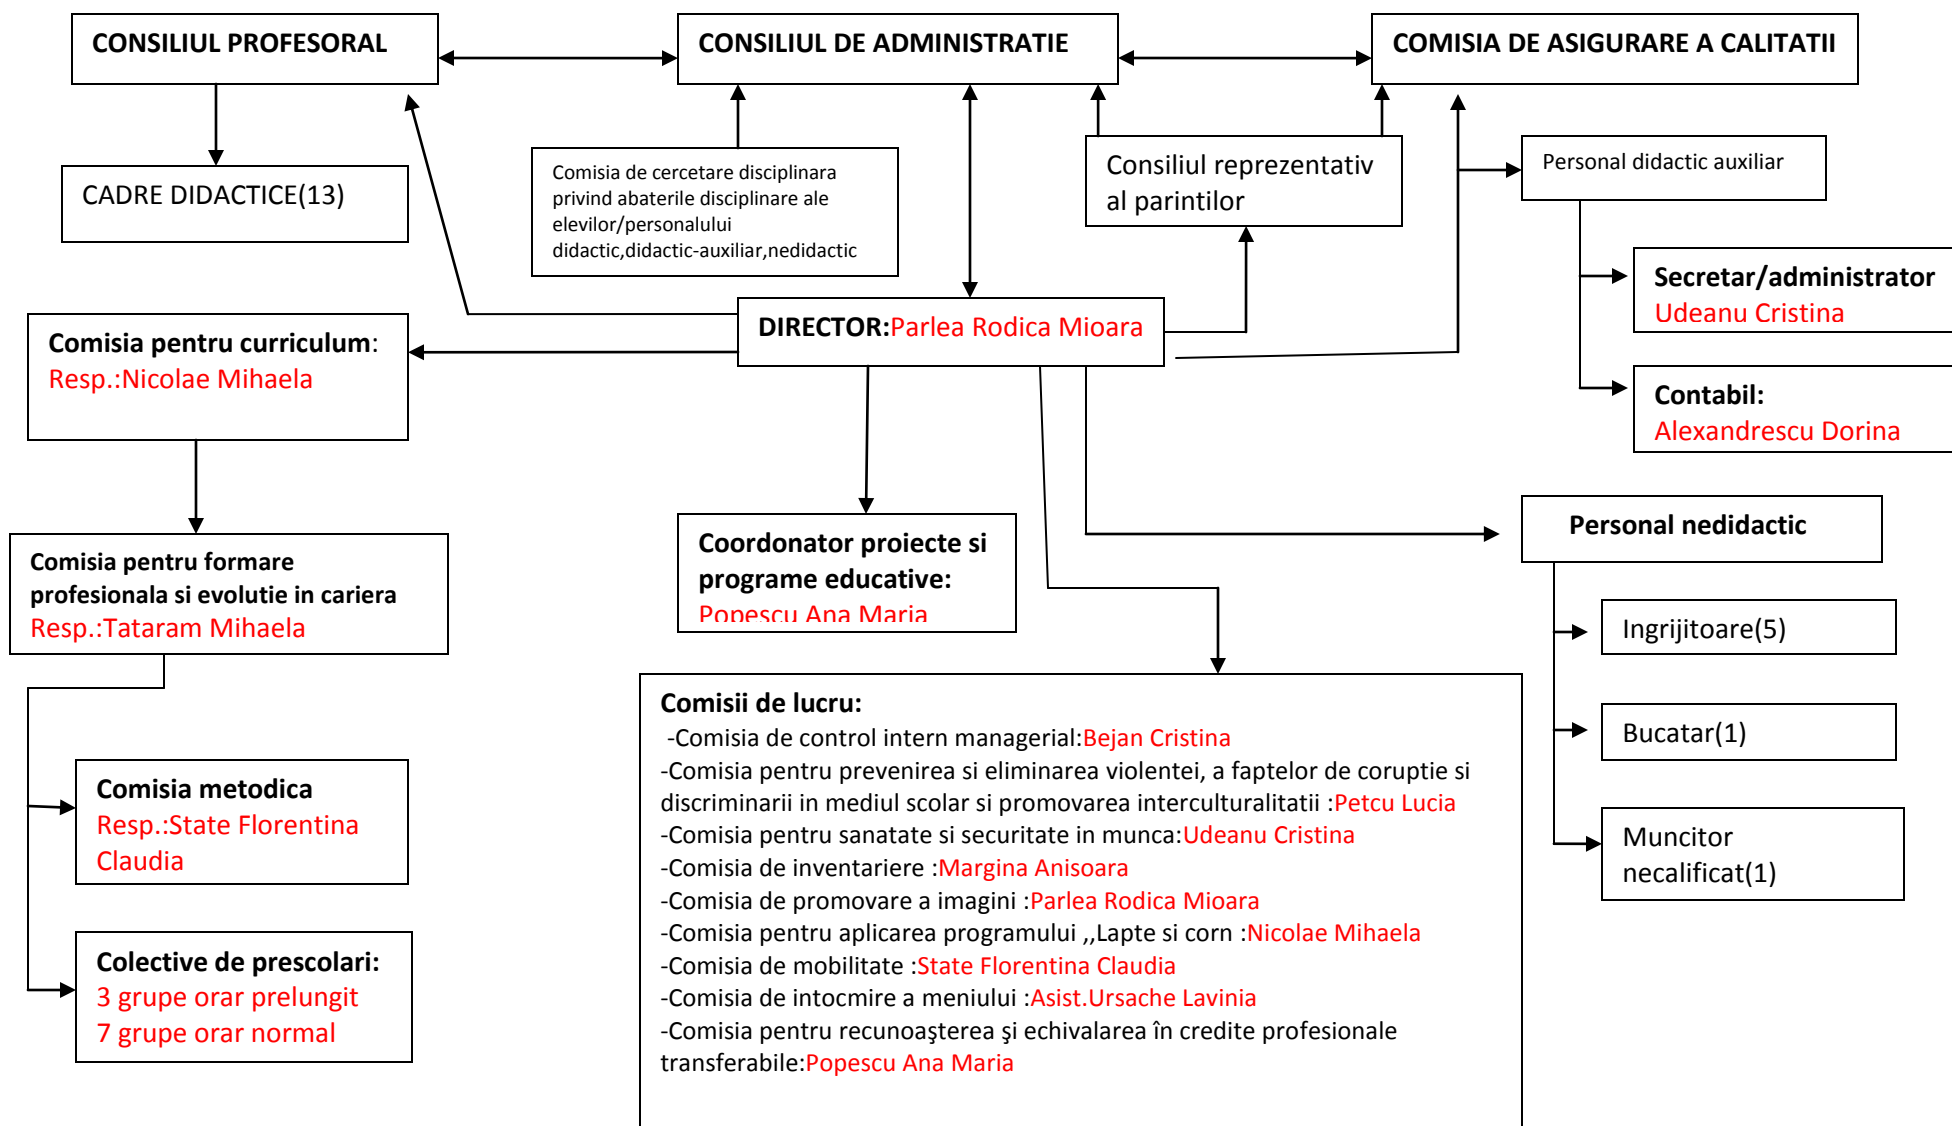 CONSILIUL PROFESORAL
CONSILIUL DE ADMINISTRATIE
COMISIA DE ASIGURARE A CALITATII
CADRE DIDACTICE(13)
Comisia de cercetare disciplinara
privind abaterile disciplinare ale
elevilor/personalului
didactic,didactic-auxiliar,nedidactic
Consiliul reprezentativ
al parintilor
Personal didactic auxiliar
Secretar/administrator
Udeanu Cristina
DIRECTOR:Parlea Rodica Mioara
Comisia pentru curriculum:
Resp.:Nicolae Mihaela
Contabil:
Alexandrescu Dorina
Comisia pentru formare
profesionala si evolutie in cariera
Resp.:Tataram Mihaela
Coordonator proiecte si
programe educative:
Popescu Ana Maria
Personal nedidactic
Ingrijitoare(5)
Bucatar(1)
Muncitor
necalificat(1)
Comisia metodica
Resp.:State Florentina
Claudia
Colective de prescolari:
3 grupe orar prelungit
7 grupe orar normal
Comisii de lucru:
-Comisia de control intern managerial:Bejan Cristina
-Comisia pentru prevenirea si eliminarea violentei, a faptelor de coruptie si
discriminarii in mediul scolar si promovarea interculturalitatii :Petcu Lucia
-Comisia pentru sanatate si securitate in munca:Udeanu Cristina
-Comisia de inventariere :Margina Anisoara
-Comisia de promovare a imagini :Parlea Rodica Mioara
-Comisia pentru aplicarea programului ,,Lapte si corn :Nicolae Mihaela
-Comisia de mobilitate :State Florentina Claudia
-Comisia de intocmire a meniului :Asist.Ursache Lavinia
-Comisia pentru recunoaşterea şi echivalarea în credite profesionale
transferabile:Popescu Ana Maria